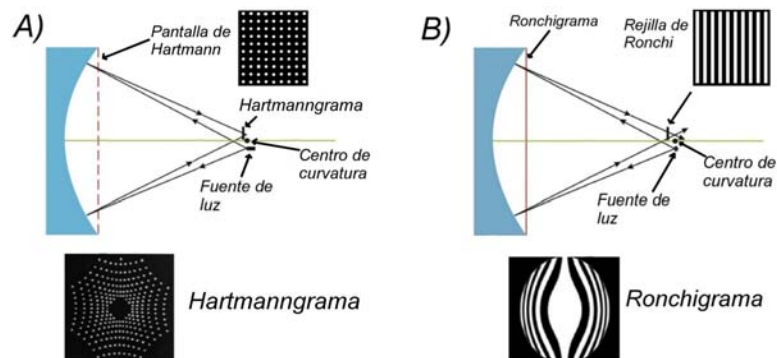 A)
Pantalla de
Hartmann
Hartmanngrama
Centro de
curvatura
Fuente de
luz
Hartmanngrama
B)
Ronchigrama
Rejilla de
Ronchi
Centro de
curvatura
Fuente de
luz
Ronchigrama